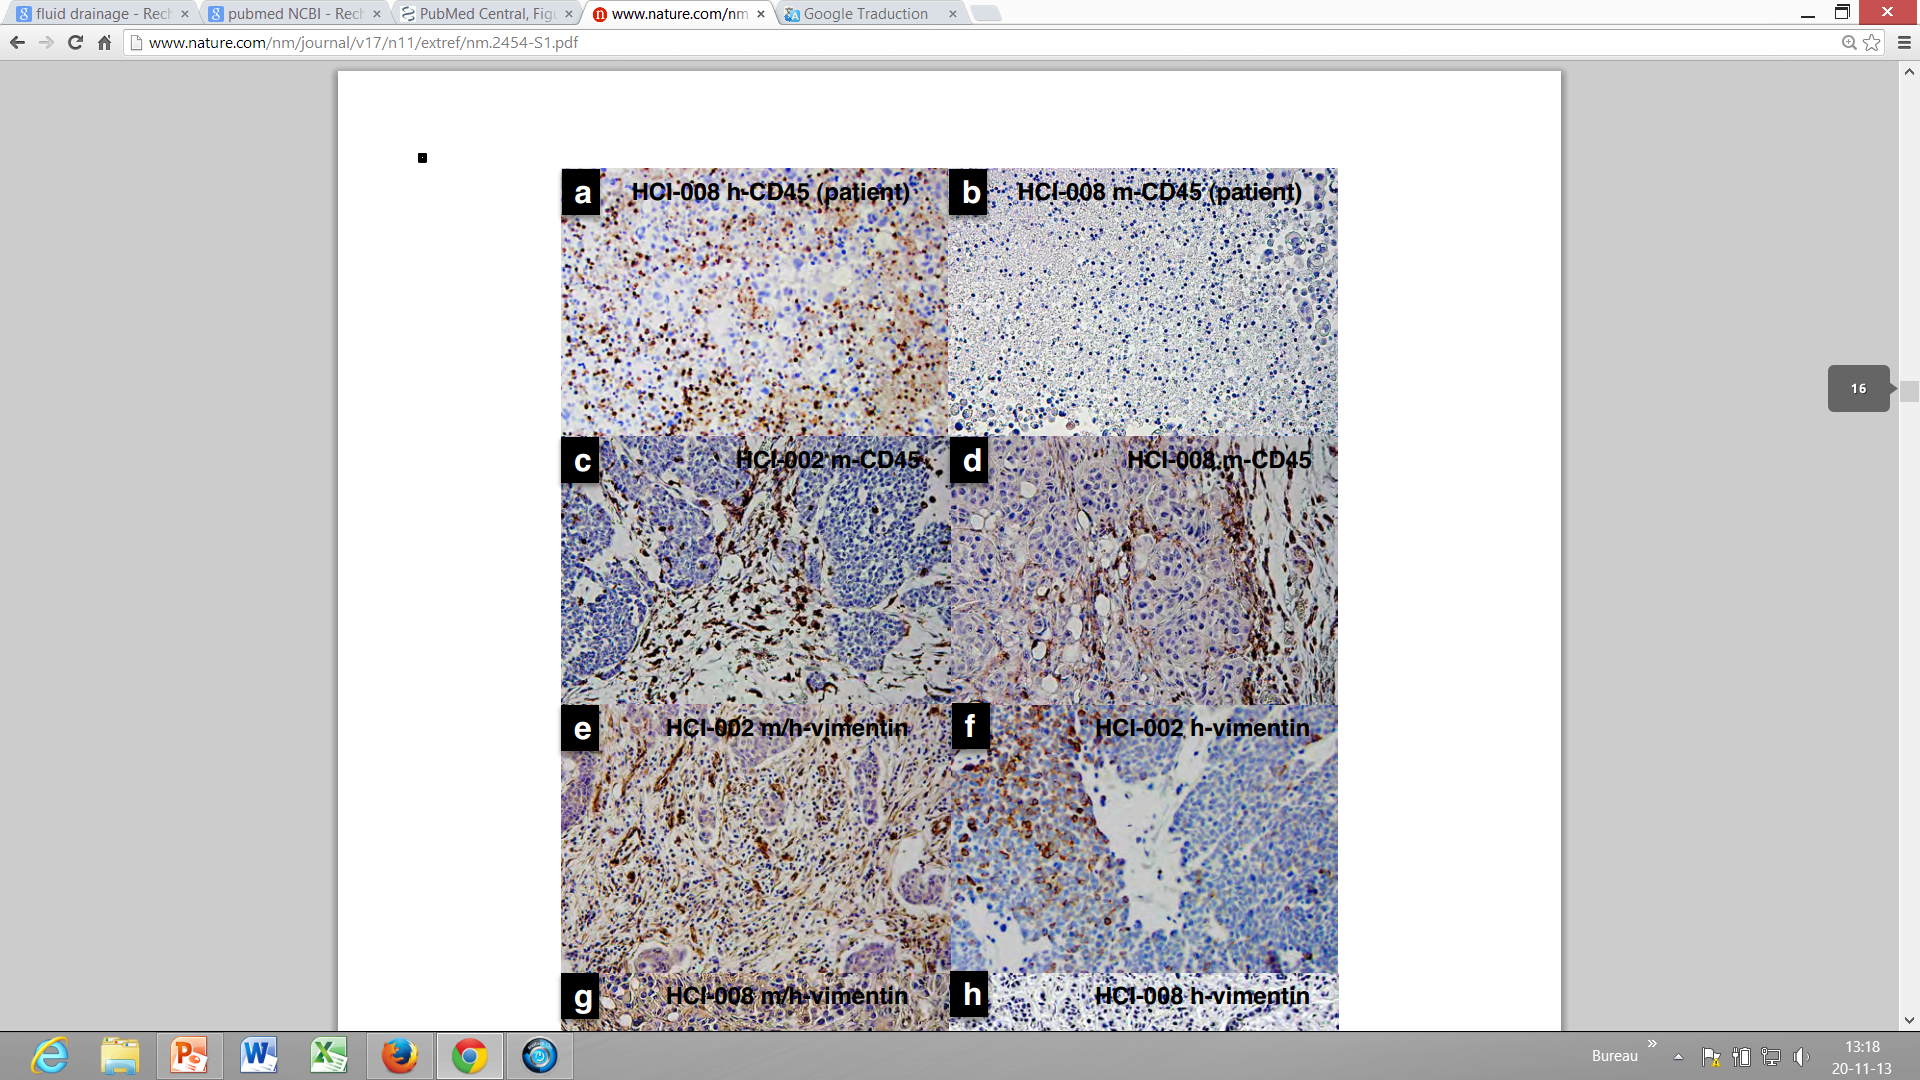 fluid drainage - Rech
pubmed NCBI - Rech
PubMed Central, Figu
www.nature.com/nm
Google Traduction
www.nature.com/nm/journal/v17/n11/extref/nm.2454-S1.pdf
a HCI-008 h-CD45 (patient)
b HCI-008 m-CD45 (patient)
16
c HCI-002 m-CD45
d HCI-008 m-CD45
e HCI-002 m/h-vimentin
f HCI-002 h-vimentin
g HCI-008 m/h-vimentin
h HCI-008 h-vimentin
Bureau
13:18
20-11-13